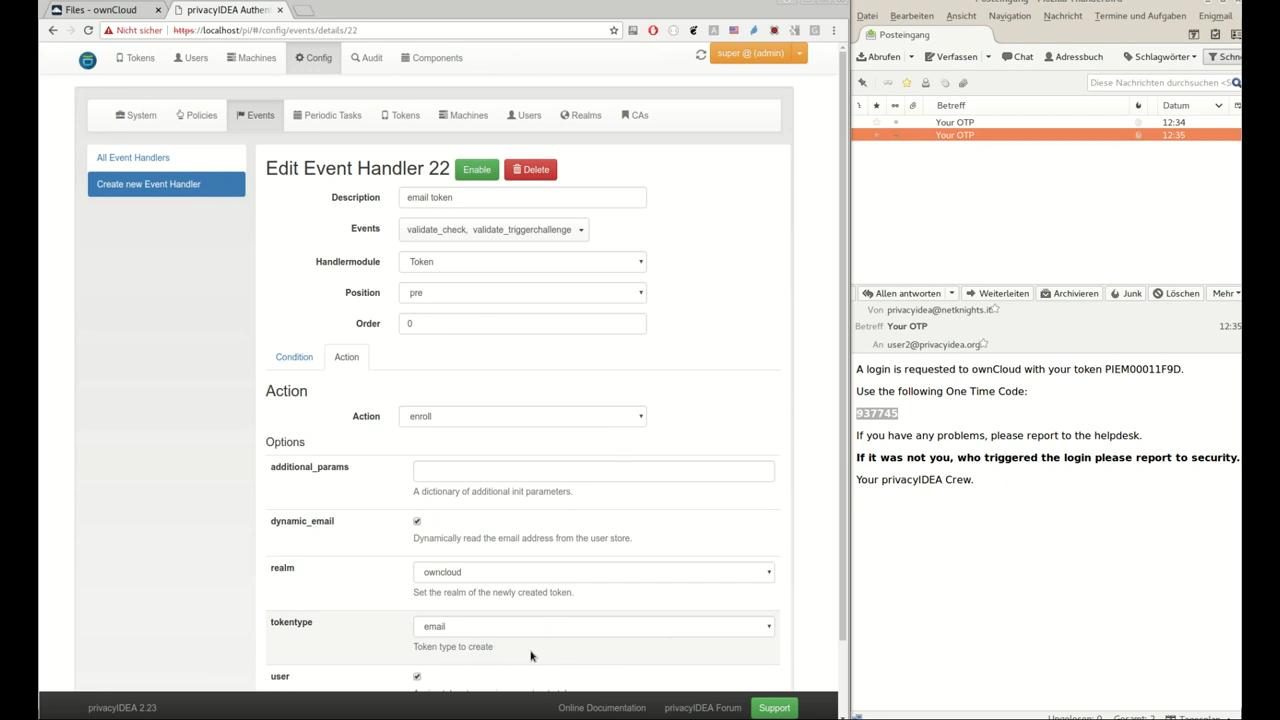 Files - ownCloud
privacyIDEA Authen
Nicht sicher https://localhost/pi/#/config/events/details/22
Tokens Users Machines Config Audit Components
super @ (admin)
System Policies Events Periodic Tasks Tokens Machines Users Realms CAs
All Event Handlers
Create new Event Handler
Edit Event Handler 22 Enable Delete
Description email token
Events validate_check, validate_triggerchallenge
Handlermodule Token
Position pre
Order 0
Condition Action
Action
Action enroll
Options
additional_params
A dictionary of additional init parameters.
dynamic_email
Dynamically read the email address from the user store.
realm owncloud
Set the realm of the newly created token.
tokentype email
Token type to create
user
privacyIDEA 2.23 Online Documentation privacyIDEA Forum Support
Datei Bearbeiten Ansicht Navigation Nachricht Termine und Aufgaben Enigmail
Posteingang
Abrufen Verfassen Chat Adressbuch Schlagwörter
Diese Nachrichten durchsuchen
Betreff Datum
Your OTP 12:34
Your OTP 12:35
Allen antworten Weiterleiten Archivieren Junk Löschen Mehr
Von privacyidea@netknights.it
Betreff Your OTP 12:35
An user2@privacyidea.org
A login is requested to ownCloud with your token PIEM00011F9D.
Use the following One Time Code:
937745
If you have any problems, please report to the helpdesk.
If it was not you, who triggered the login please report to security.
Your privacyIDEA Crew.